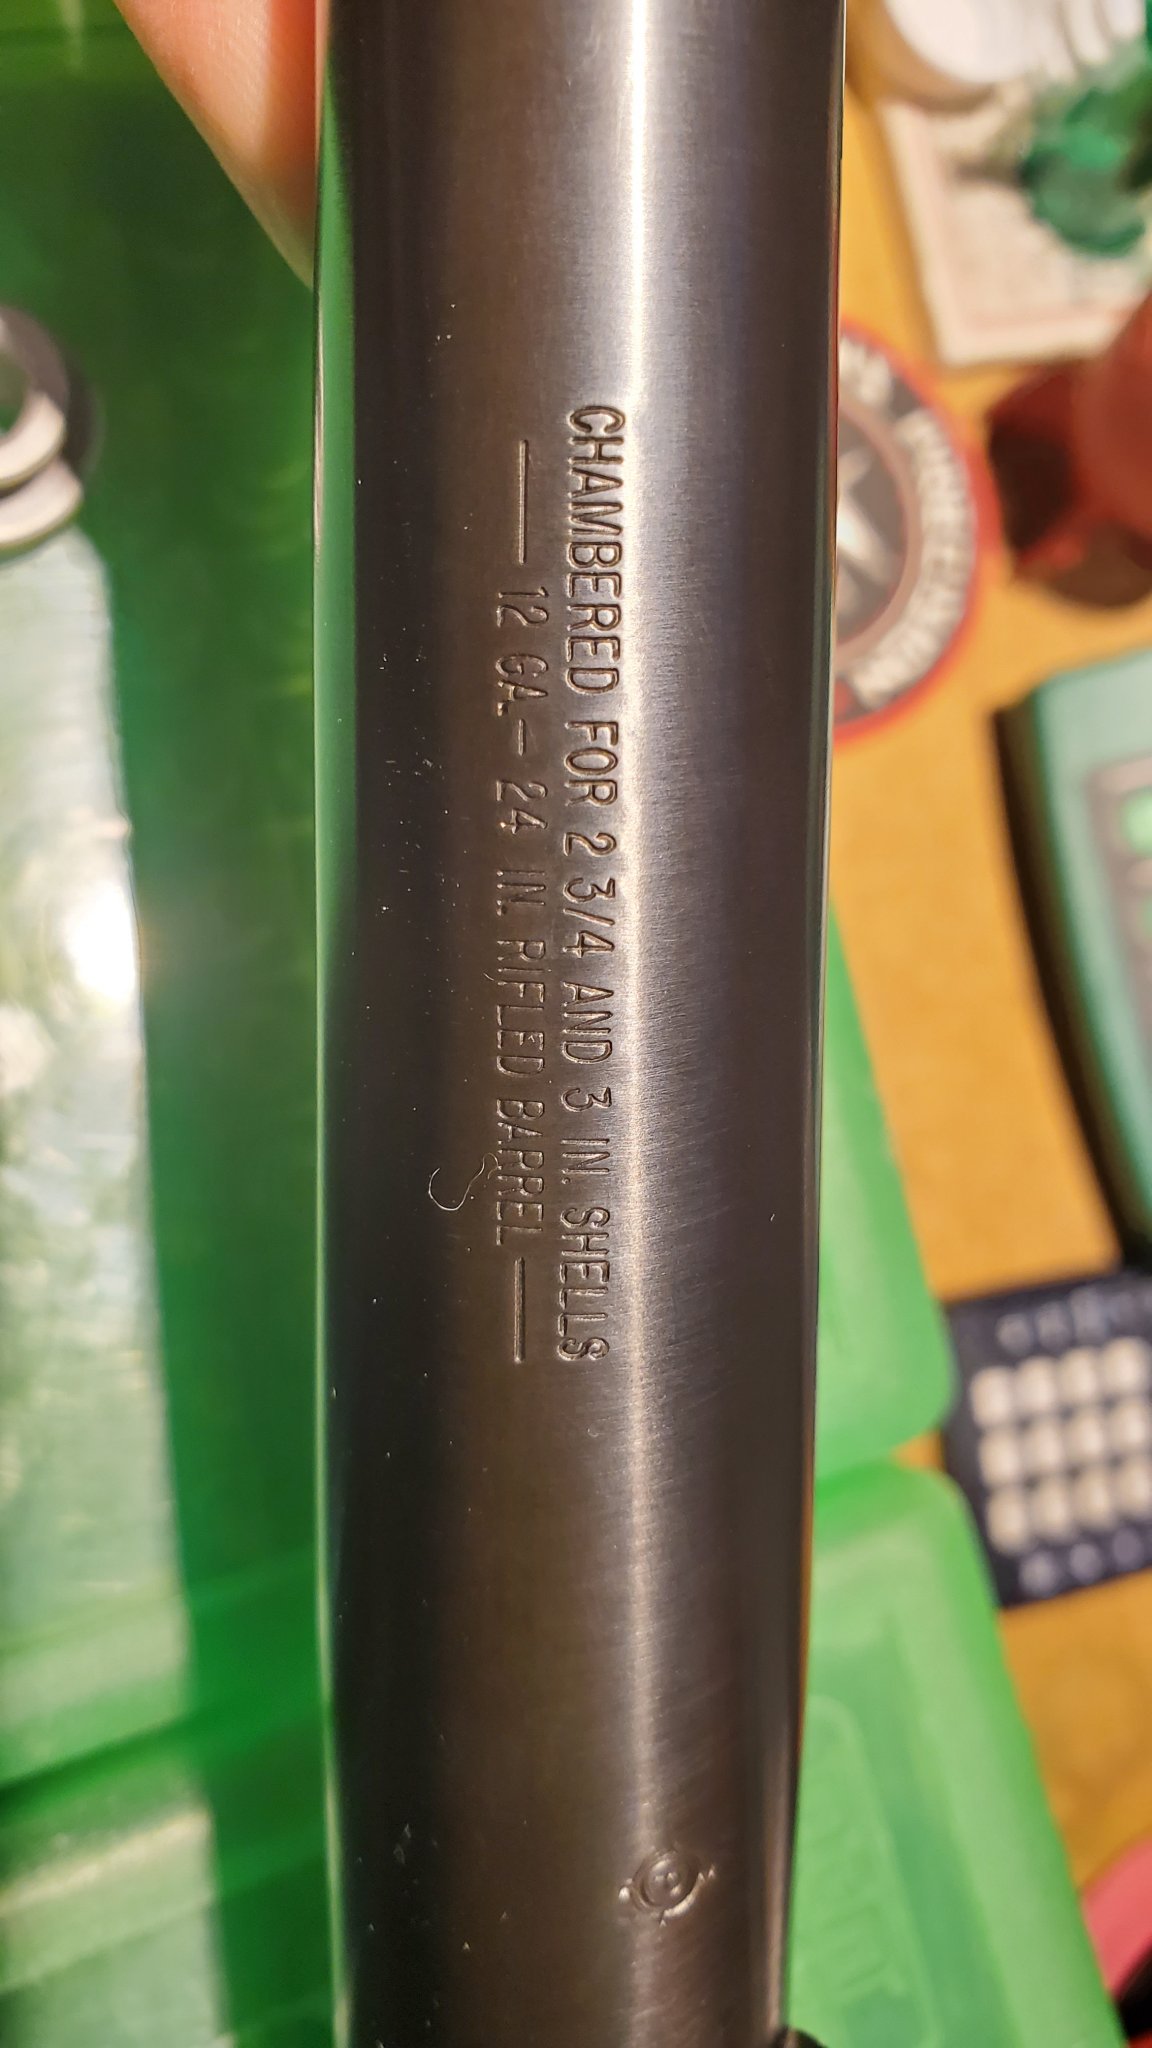 CHAMBERED FOR 2 3/4 AND 3 IN. SHELLS
— 12 GA. – 24 IN. RIFLED BARREL —